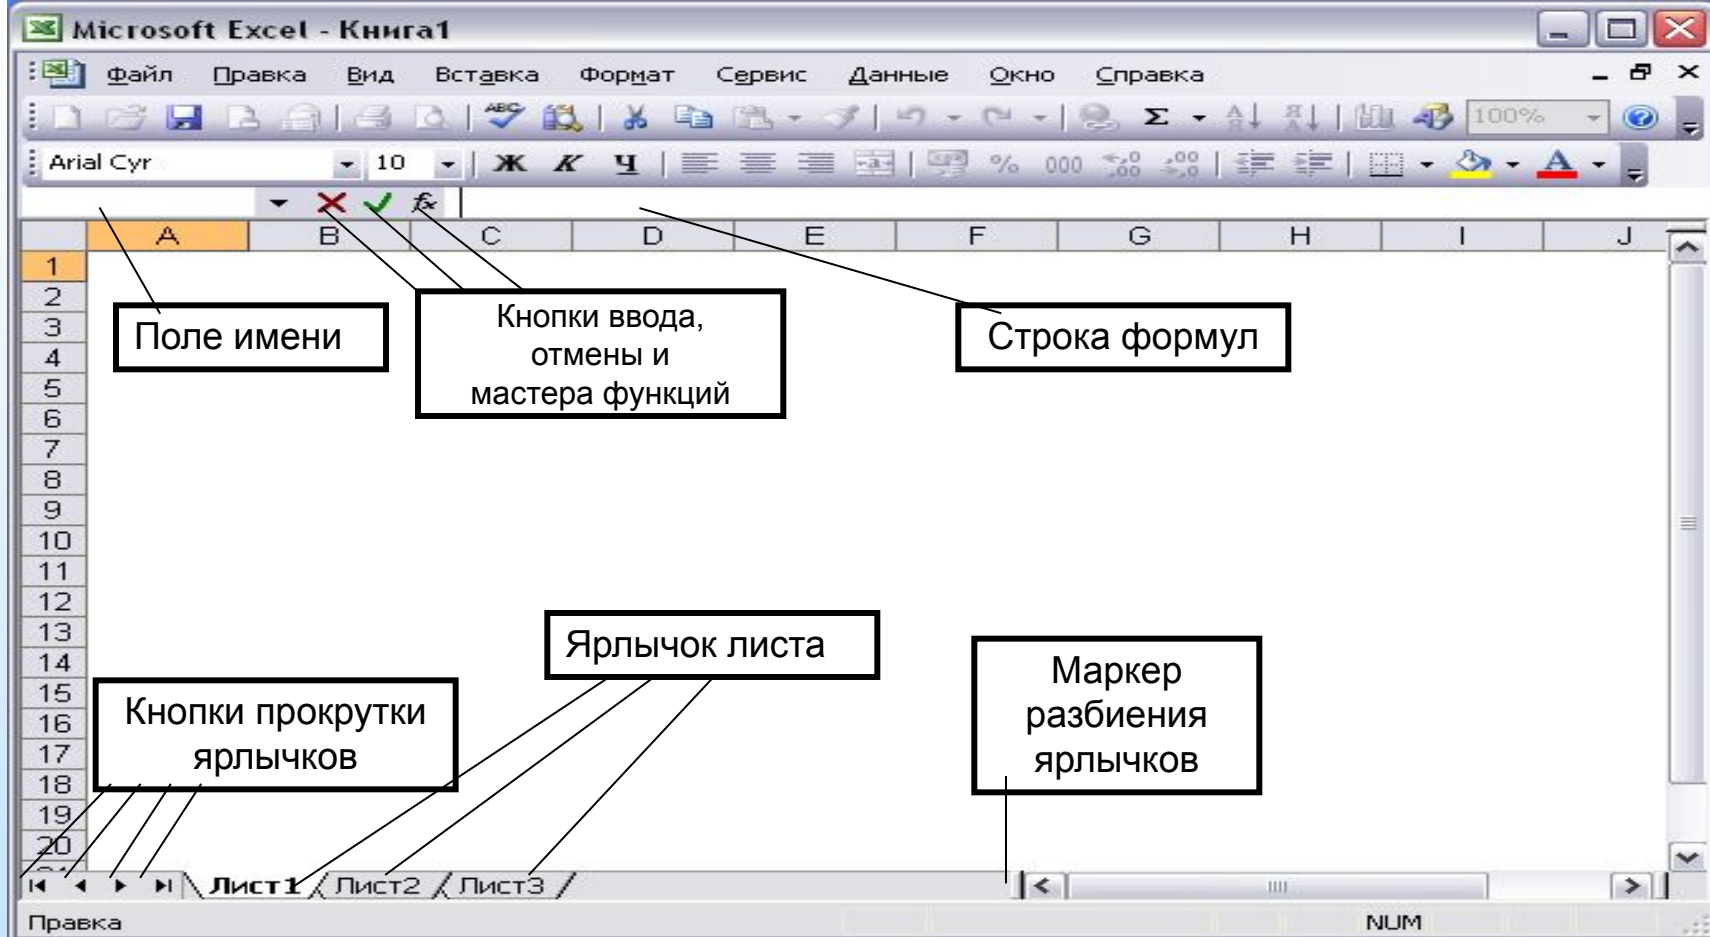 Microsoft Excel - Книга1
Файл Правка Вид Вставка Формат Сервис Данные Окно Справка
ABC Σ 100%
Arial Cyr 10 Ж К Ч % 000
fx
A B C D E F G H I J
1
2
3
4
5
6
7
8
9
10
11
12
13
14
15
16
17
18
19
20
Поле имени
Кнопки ввода,
отмены и
мастера функций
Строка формул
Ярлычок листа
Маркер
разбиения
ярлычков
Кнопки прокрутки
ярлычков
Лист1 Лист2 Лист3
Правка NUM